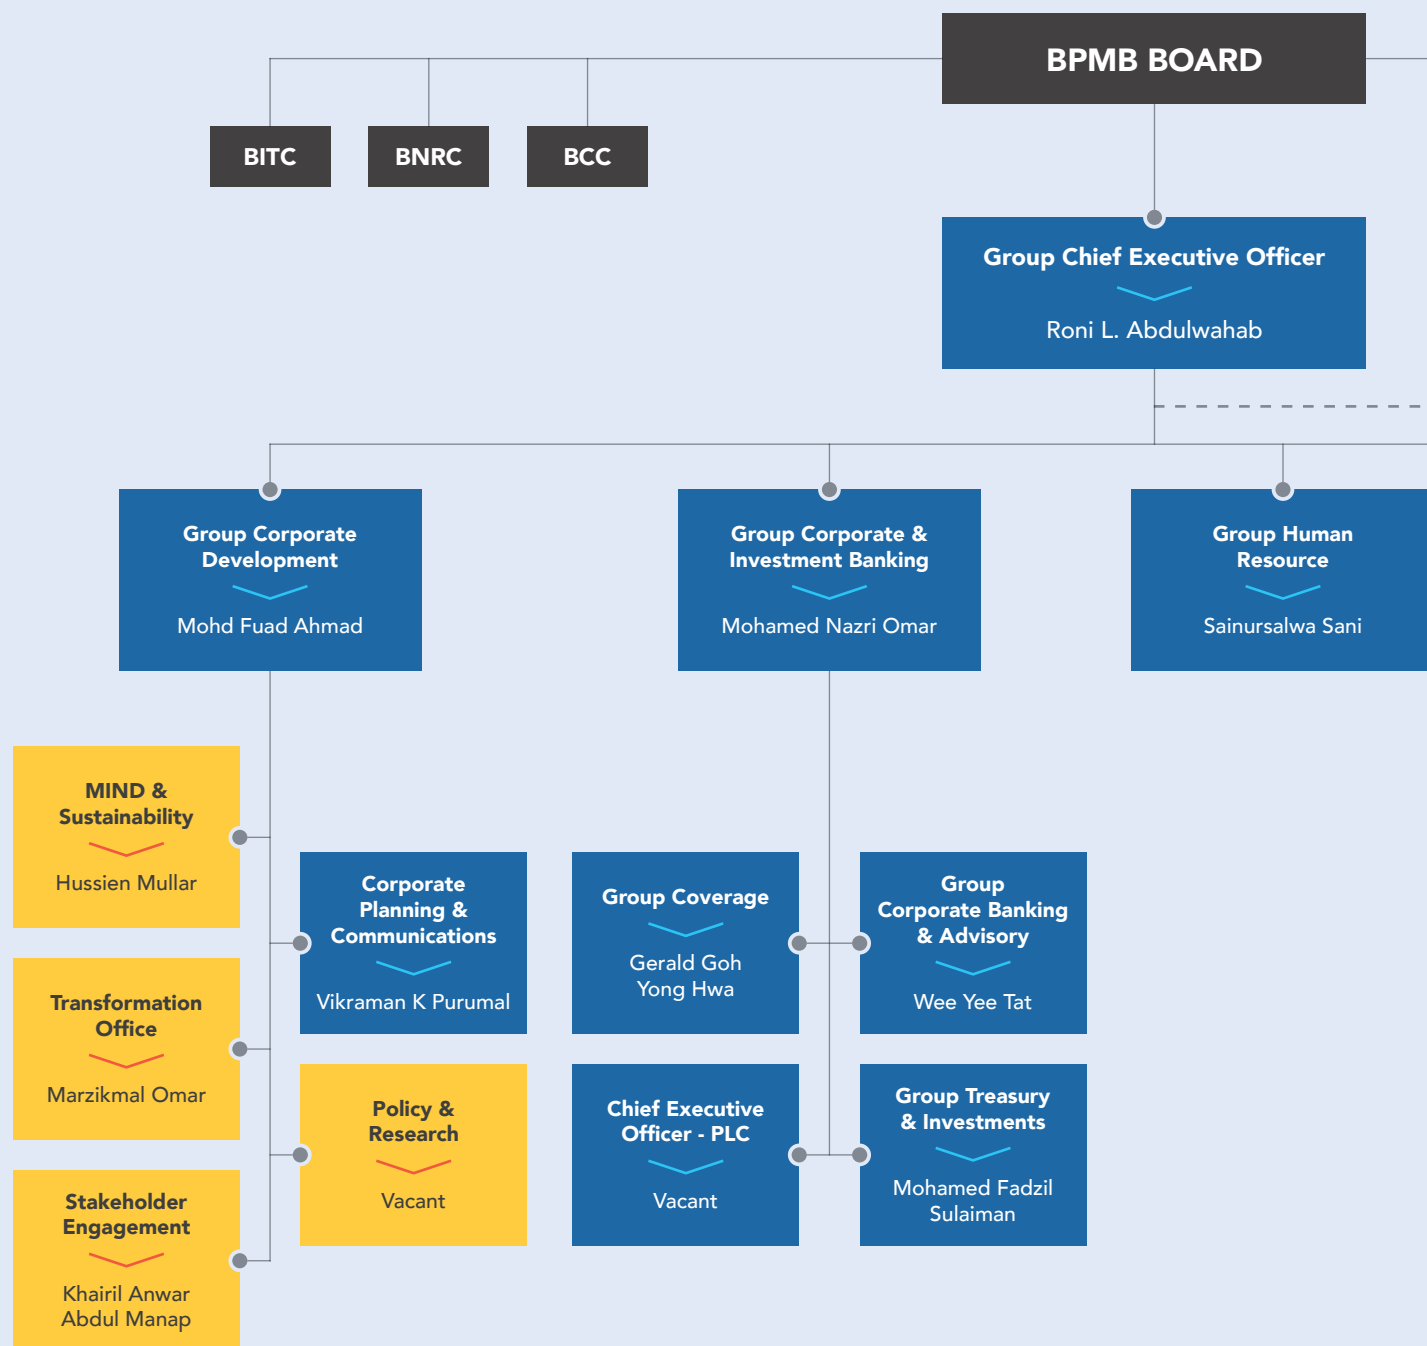 BPMB BOARD
BITC
BNRC
BCC
Group Chief Executive Officer
Roni L. Abdulwahab
Group Corporate
Development
Mohd Fuad Ahmad
Group Corporate &
Investment Banking
Mohamed Nazri Omar
Group Human
Resource
Sainursalwa Sani
MIND &
Sustainability
Hussien Mullar
Corporate
Planning &
Communications
Vikraman K Purumal
Transformation
Office
Marzikmal Omar
Policy &
Research
Vacant
Stakeholder
Engagement
Khairil Anwar
Abdul Manap
Group Coverage
Gerald Goh
Yong Hwa
Group
Corporate Banking
& Advisory
Wee Yee Tat
Chief Executive
Officer - PLC
Vacant
Group Treasury
& Investments
Mohamed Fadzil
Sulaiman